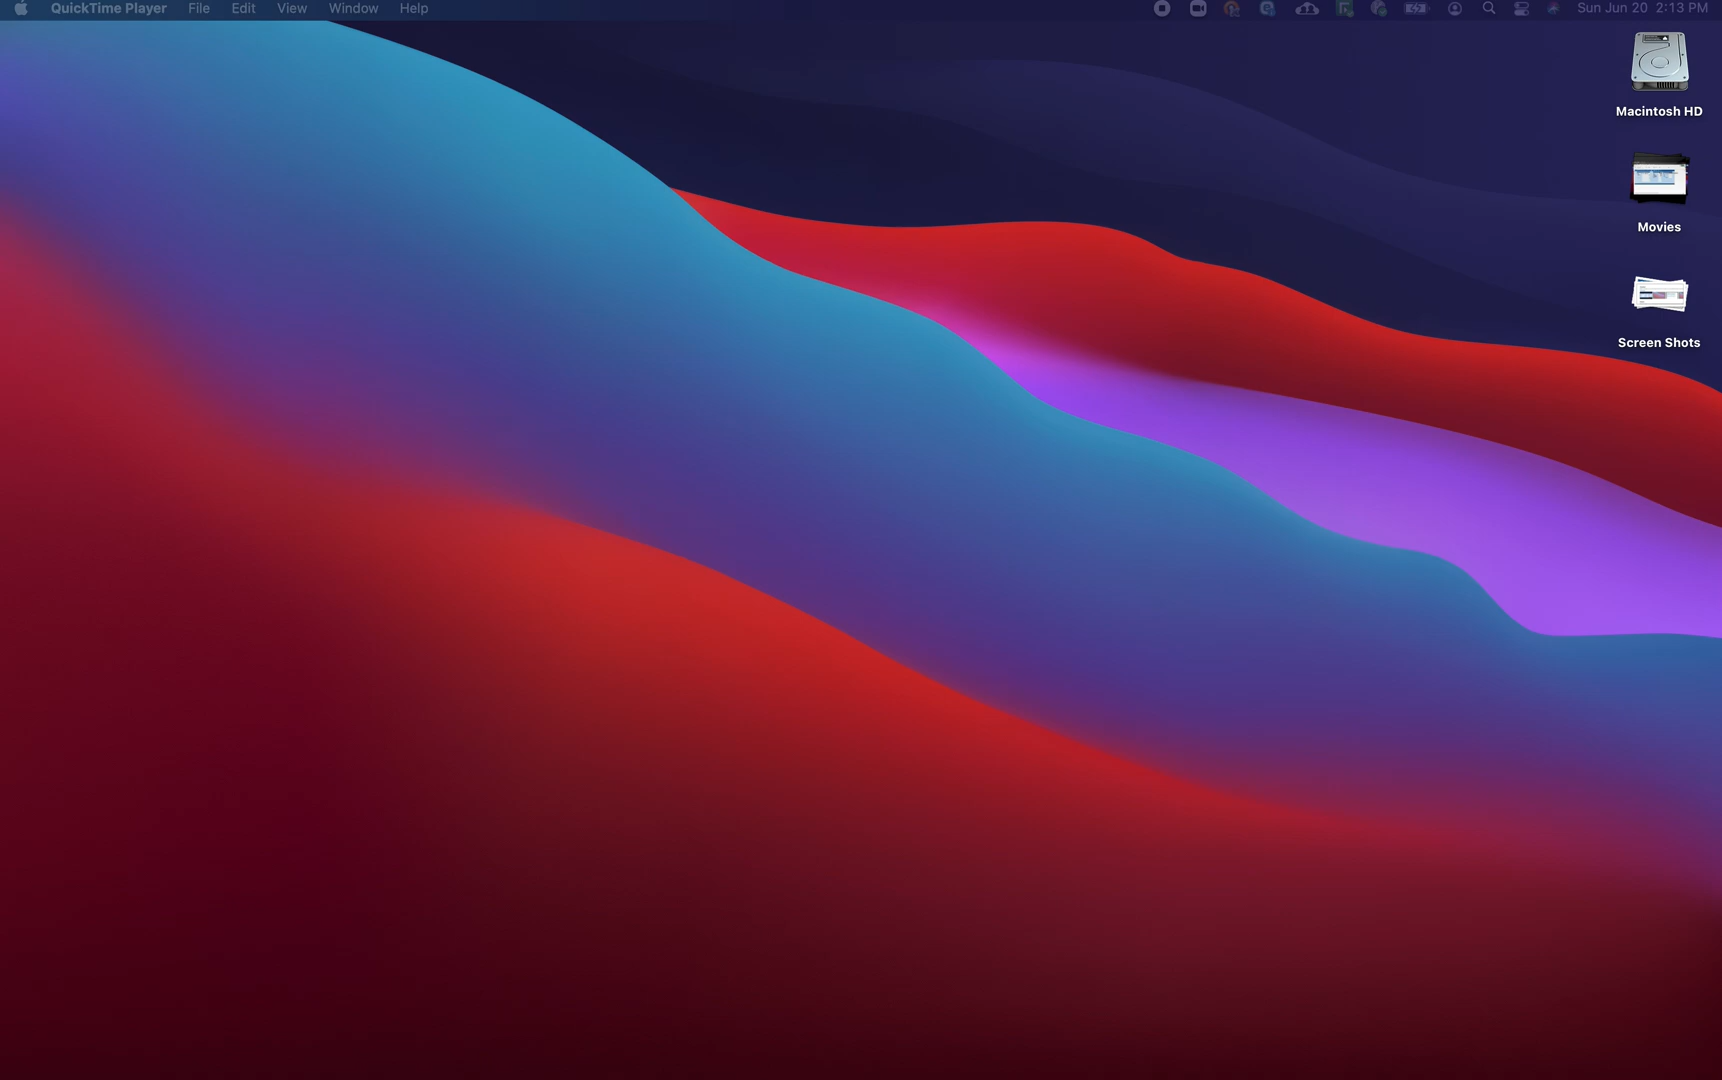 QuickTime Player File Edit View Window Help Sun Jun 20 2:13 PM
Macintosh HD
Movies
Screen Shots